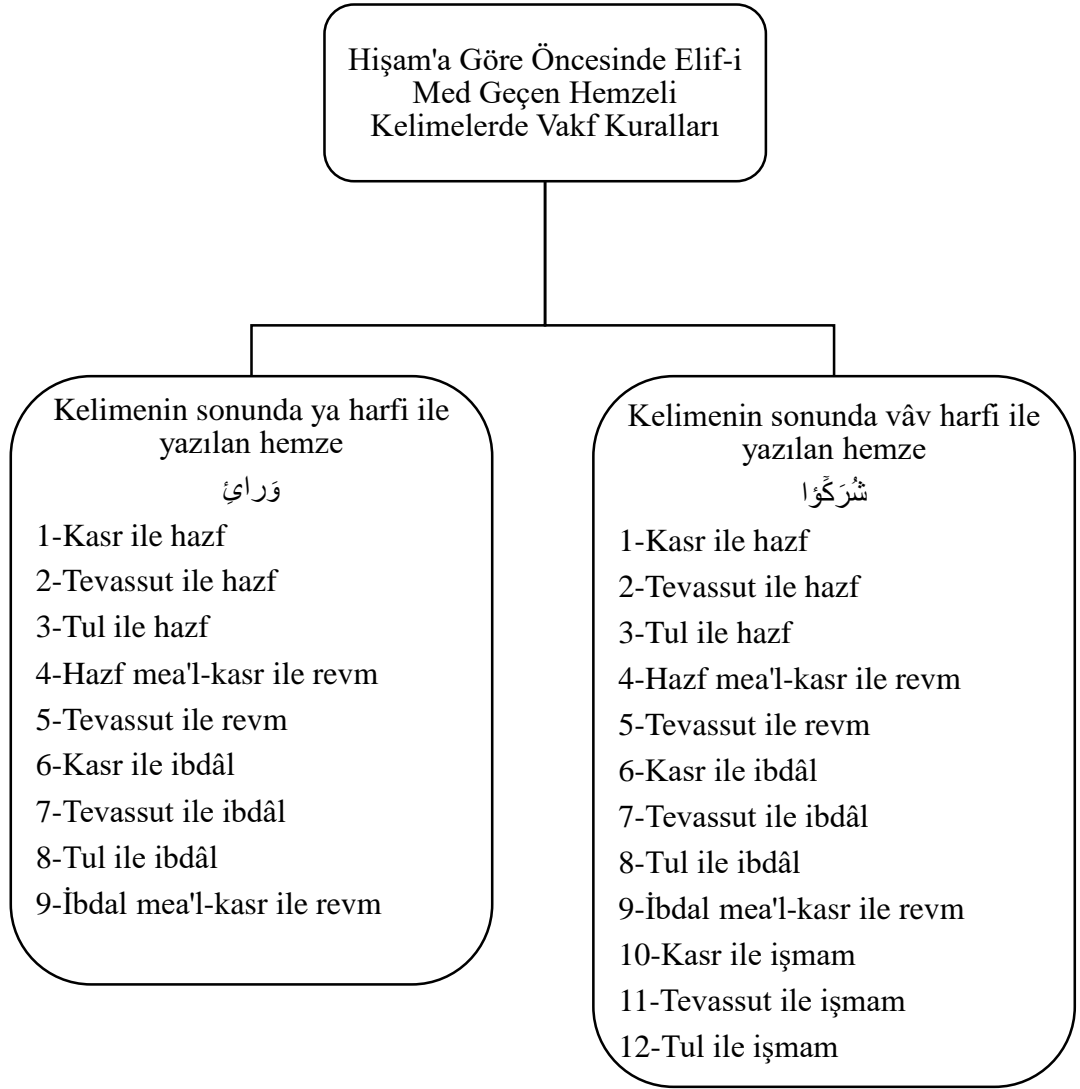 Hişam'a Göre Öncesinde Elif-i
Med Geçen Hemzeli
Kelimelerde Vakf Kuralları
Kelimenin sonunda ya harfi ile
yazılan hemze
وَرائِ
1-Kasr ile hazf
2-Tevassut ile hazf
3-Tul ile hazf
4-Hazf mea'l-kasr ile revm
5-Tevassut ile revm
6-Kasr ile ibdâl
7-Tevassut ile ibdâl
8-Tul ile ibdâl
9-İbdal mea'l-kasr ile revm
Kelimenin sonunda vâv harfi ile
yazılan hemze
شُرَكَٓؤا
1-Kasr ile hazf
2-Tevassut ile hazf
3-Tul ile hazf
4-Hazf mea'l-kasr ile revm
5-Tevassut ile revm
6-Kasr ile ibdâl
7-Tevassut ile ibdâl
8-Tul ile ibdâl
9-İbdal mea'l-kasr ile revm
10-Kasr ile işmam
11-Tevassut ile işmam
12-Tul ile işmam